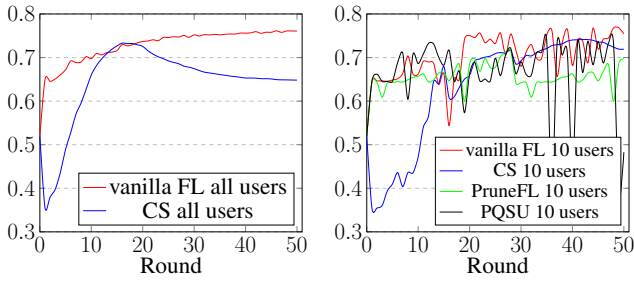 0.8
0.7
0.6
0.5
0.4
0.3
0 10 20 30 40 50
Round
vanilla FL all users
CS all users
0.8
0.7
0.6
0.5
0.4
0.3
0 10 20 30 40 50
Round
vanilla FL 10 users
CS 10 users
PruneFL 10 users
PQSU 10 users